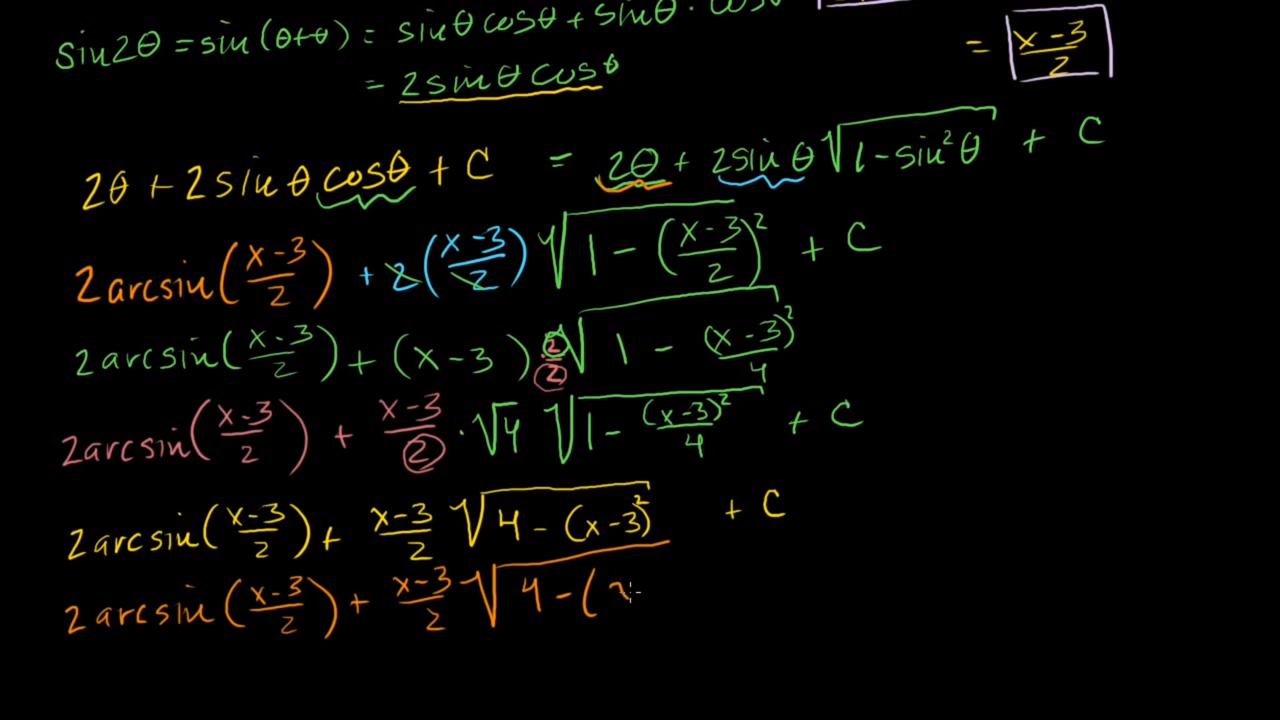 sin2θ = sin(θ+θ) = sinθcosθ + sinθ·cosθ
= 2sinθcosθ
= (x-3)/2
2θ + 2sinθcosθ + C = 2θ + 2sinθ√(1-sin²θ) + C
2arcsin((x-3)/2) + 2((x-3)/2)√(1-((x-3)/2)²) + C
2arcsin((x-3)/2) + (x-3) 2/2 √(1-(x-3)²/4)
2arcsin((x-3)/2) + (x-3)/2 · √4 √(1-(x-3)²/4) + C
2arcsin((x-3)/2) + (x-3)/2 √(4-(x-3)²) + C
2arcsin((x-3)/2) + (x-3)/2 √(4-(